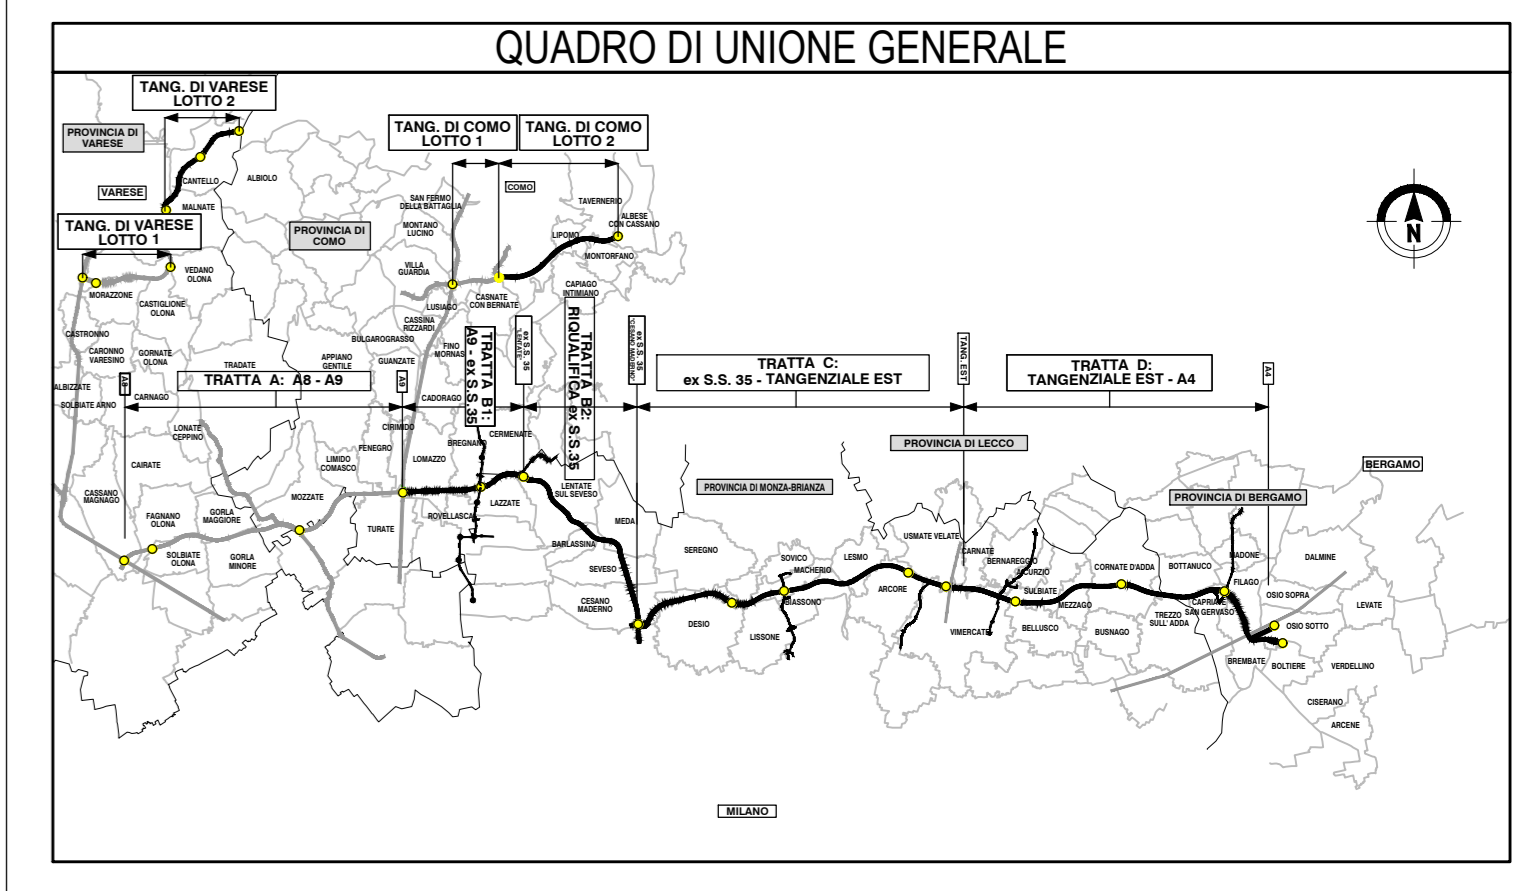 QUADRO DI UNIONE GENERALE
TANG. DI VARESE
LOTTO 2
PROVINCIA DI
VARESE
VARESE
CANTELLO
ALBIOLO
MALNATE
TANG. DI VARESE
LOTTO 1
VEDANO
OLONA
MORAZZONE
CASTIGLIONE
OLONA
PROVINCIA DI
COMO
TANG. DI COMO
LOTTO 1
TANG. DI COMO
LOTTO 2
COMO
SAN FERMO
DELLA BATTAGLIA
MONTANO
LUCINO
VILLA
GUARDIA
TAVERNERIO
ALBESE
CON CASSANO
LIPOMO
MONTORFANO
CAPIAGO
INTIMIANO
LUSIAGO
CASNATE
CON BERNATE
CASSINA
RIZZARDI
BULGAROGRASSO
FINO
MORNAS
CASTRONNO
CARONNO
VARESINO
GORNATE
OLONA
TRADATE
APPIANO
GENTILE
GUANZATE
ALBIZZATE
SOLBIATE ARNO
CARNAGO
A8
TRATTA A: A8 - A9
A9
CADORAGO
TRATTA B1:
A9 - ex S.S.35
ex S.S. 35
"LENTATE"
TRATTA B2:
RIQUALIFICA ex S.S.35
ex S.S. 35
"CESANO MADERNO"
TRATTA C:
ex S.S. 35 - TANGENZIALE EST
TANG. EST
TRATTA D:
TANGENZIALE EST - A4
A4
N
LONATE
CEPPINO
CIRIMIDO
FENEGRO
BREGNANO
CERMENATE
LIMIDO
COMASCO
LOMAZZO
CAIRATE
CASSANO
MAGNAGO
MOZZATE
FAGNANO
OLONA
GORLA
MAGGIORE
TURATE
ROVELLASCA
LAZZATE
LENTATE
SUL SEVESO
SOLBIATE
OLONA
GORLA
MINORE
BARLASSINA
MEDA
SEVESO
CESANO
MADERNO
PROVINCIA DI LECCO
PROVINCIA DI MONZA-BRIANZA
PROVINCIA DI BERGAMO
BERGAMO
SEREGNO
SOVICO
MACHERIO
LESMO
USMATE VELATE
CARNATE
BERNAREGGIO
AICURZIO
CORNATE D'ADDA
BOTTANUCO
MADONE
DALMINE
DESIO
BIASSONO
LISSONE
ARCORE
SULBIATE
MEZZAGO
VIMERCATE
BELLUSCO
BUSNAGO
TREZZO
SULL' ADDA
CAPRIATE
SAN GERVASO
FILAGO
OSIO SOPRA
LEVATE
OSIO SOTTO
BREMBATE
BOLTIERE
VERDELLINO
CISERANO
ARCENE
MILANO